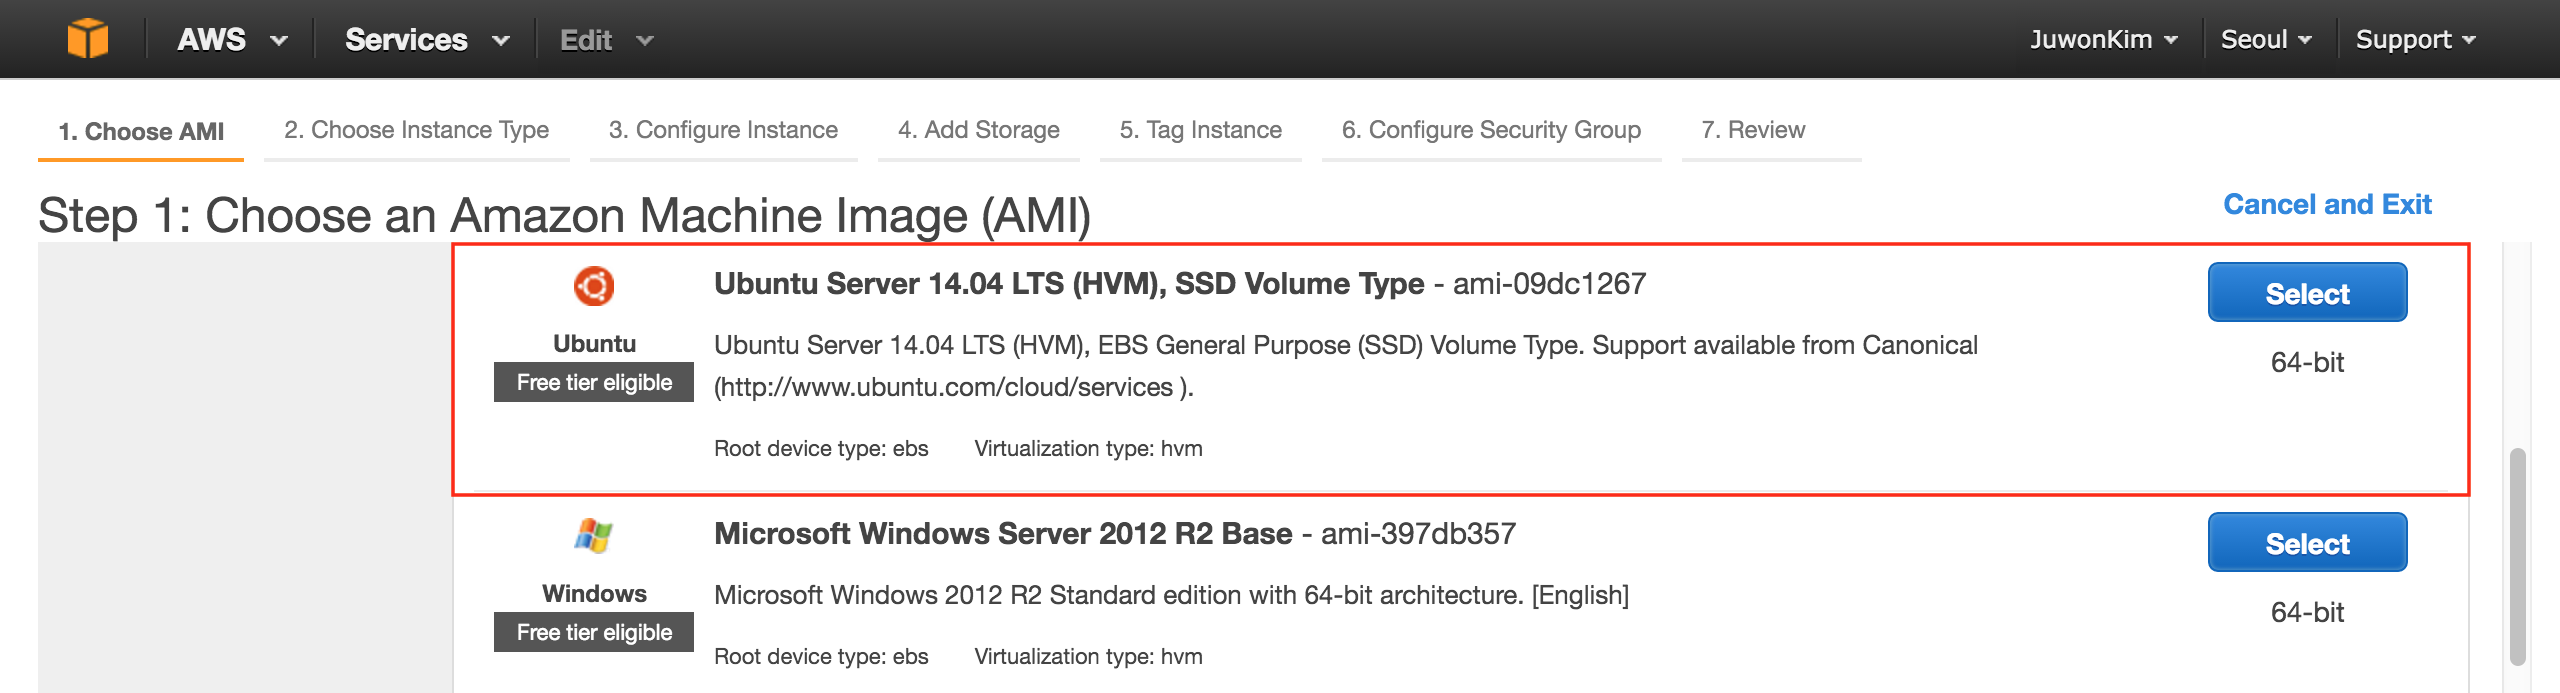 AWS Services Edit JuwonKim Seoul Support
1. Choose AMI 2. Choose Instance Type 3. Configure Instance 4. Add Storage 5. Tag Instance 6. Configure Security Group 7. Review
Step 1: Choose an Amazon Machine Image (AMI)
Cancel and Exit
Ubuntu
Free tier eligible
Ubuntu Server 14.04 LTS (HVM), SSD Volume Type - ami-09dc1267
Ubuntu Server 14.04 LTS (HVM), EBS General Purpose (SSD) Volume Type. Support available from Canonical
(http://www.ubuntu.com/cloud/services ).
Root device type: ebs Virtualization type: hvm
Select
64-bit
Windows
Free tier eligible
Microsoft Windows Server 2012 R2 Base - ami-397db357
Microsoft Windows 2012 R2 Standard edition with 64-bit architecture. [English]
Root device type: ebs Virtualization type: hvm
Select
64-bit